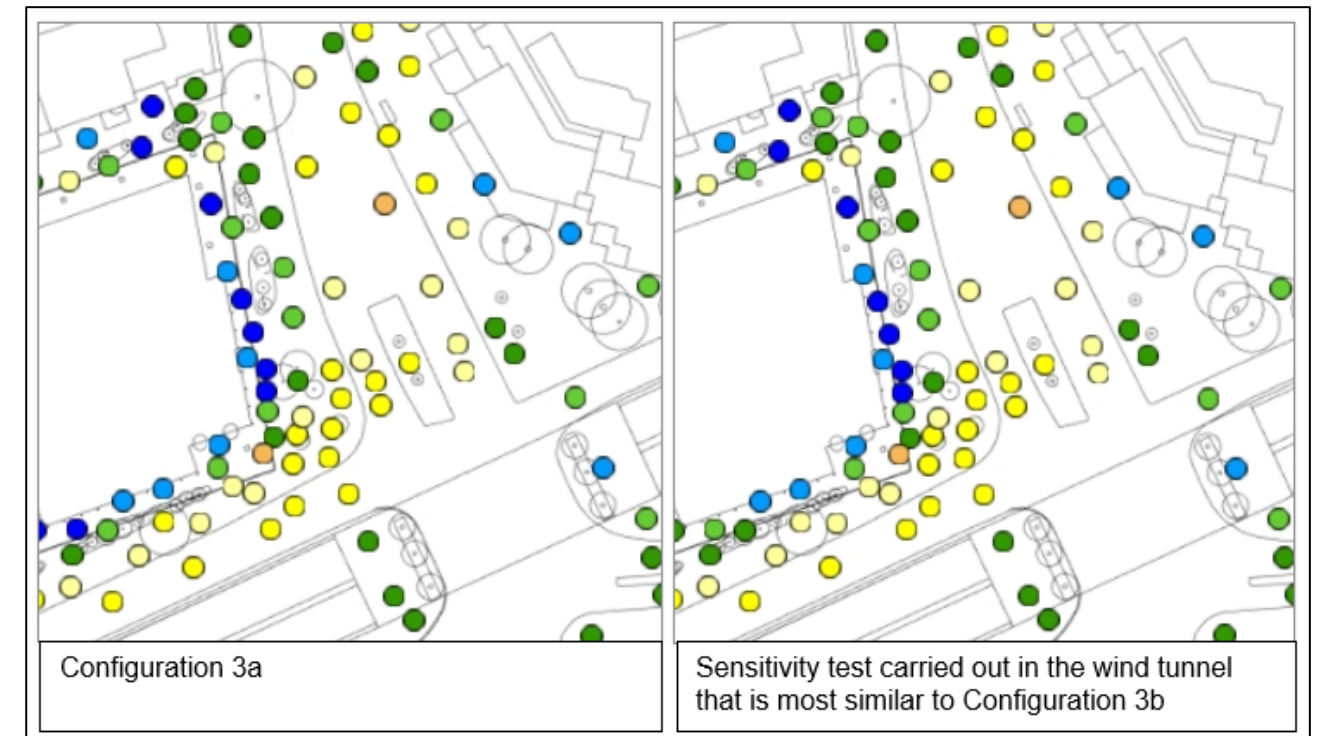 Configuration 3a
Sensitivity test carried out in the wind tunnel
that is most similar to Configuration 3b